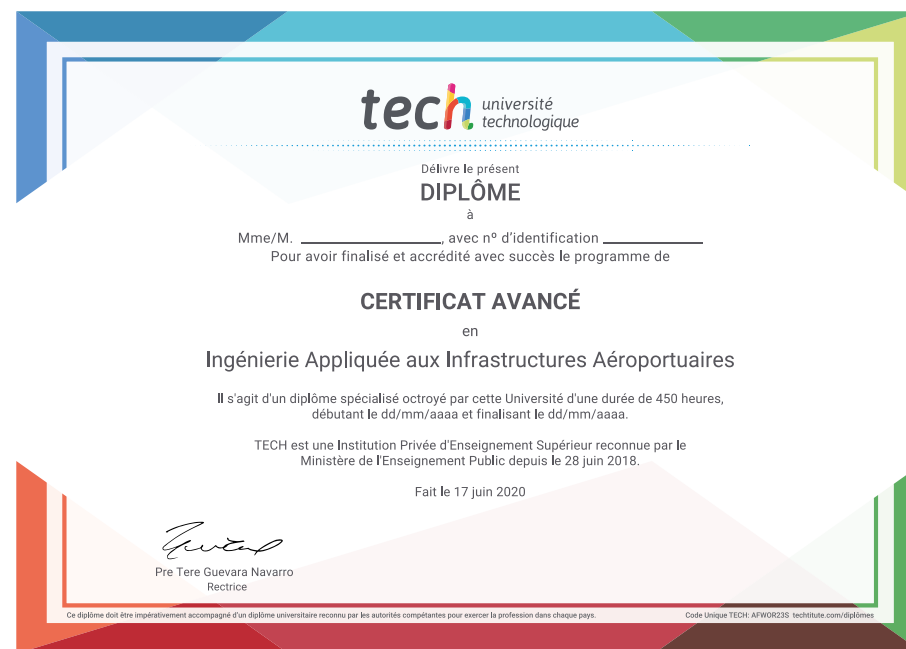 tech université
technologique
Délivre le présent
DIPLÔME
à
Mme/M. ____________________, avec nº d'identification ______________
Pour avoir finalisé et accrédité avec succès le programme de
CERTIFICAT AVANCÉ
en
Ingénierie Appliquée aux Infrastructures Aéroportuaires
Il s'agit d'un diplôme spécialisé octroyé par cette Université d'une durée de 450 heures,
débutant le dd/mm/aaaa et finalisant le dd/mm/aaaa.
TECH est une Institution Privée d'Enseignement Supérieur reconnue par le
Ministère de l'Enseignement Public depuis le 28 juin 2018.
Fait le 17 juin 2020
Pre Tere Guevara Navarro
Rectrice
Ce diplôme doit être impérativement accompagné d'un diplôme universitaire reconnu par les autorités compétantes pour exercer la profession dans chaque pays.
Code Unique TECH: AFWOR23S techtitute.com/diplômes